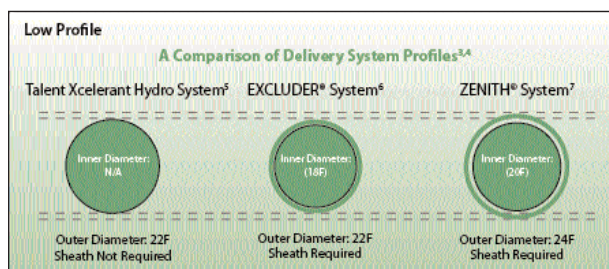 Low Profile
A Comparison of Delivery System Profiles³,⁴
Talent Xcelerant Hydro System⁵ EXCLUDER® System⁶ ZENITH® System⁷
Inner Diameter: Inner Diameter: Inner Diameter:
N/A (18F) (20F)
Outer Diameter: 22F Outer Diameter: 22F Outer Diameter: 24F
Sheath Not Required Sheath Required Sheath Required